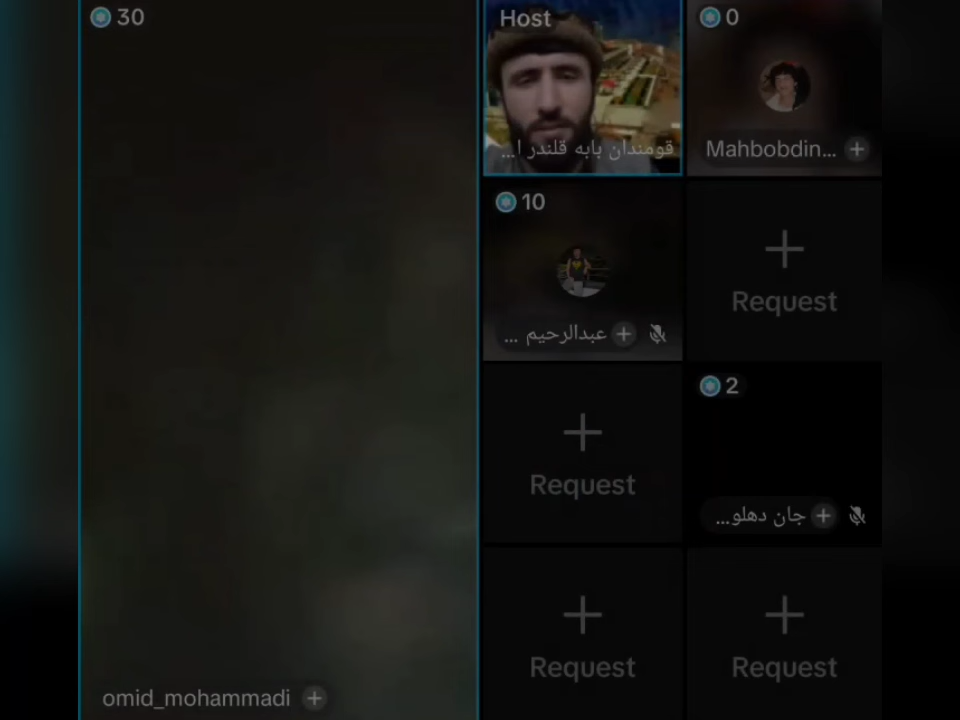 30
Host
قومندان بابه قلندر ا...
0
Mahbobdin...
10
عبدالرحیم ...
Request
Request
2
جان دهلو...
Request
Request
omid_mohammadi